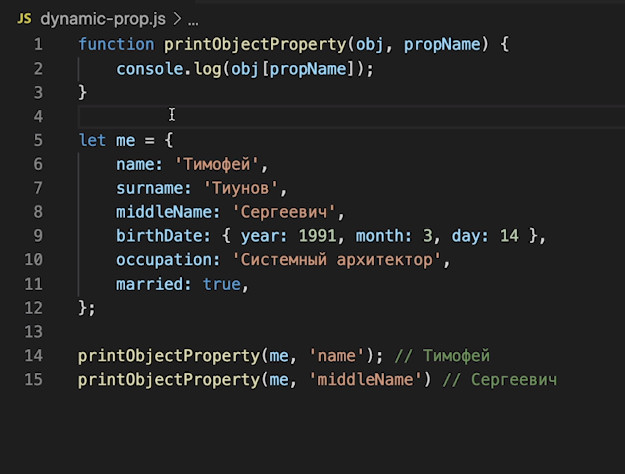 JS dynamic-prop.js > ...
1 function printObjectProperty(obj, propName) {
2     console.log(obj[propName]);
3 }
4
5 let me = {
6     name: 'Тимофей',
7     surname: 'Тиунов',
8     middleName: 'Сергеевич',
9     birthDate: { year: 1991, month: 3, day: 14 },
10     occupation: 'Системный архитектор',
11     married: true,
12 };
13
14 printObjectProperty(me, 'name'); // Тимофей
15 printObjectProperty(me, 'middleName') // Сергеевич